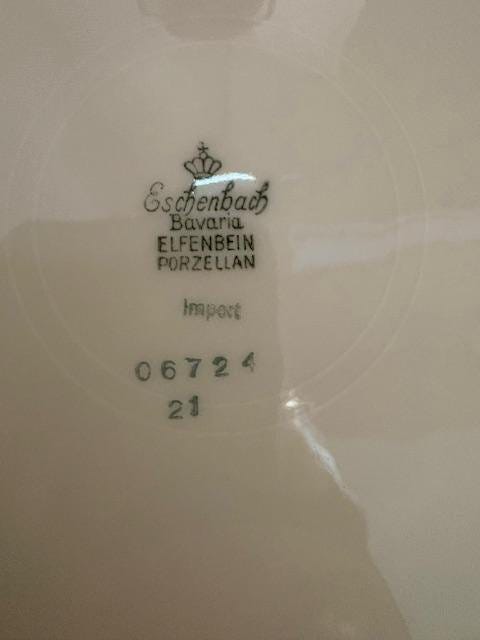 Eschenbach
Bavaria
ELFENBEIN
PORZELLAN
Import
06724
21